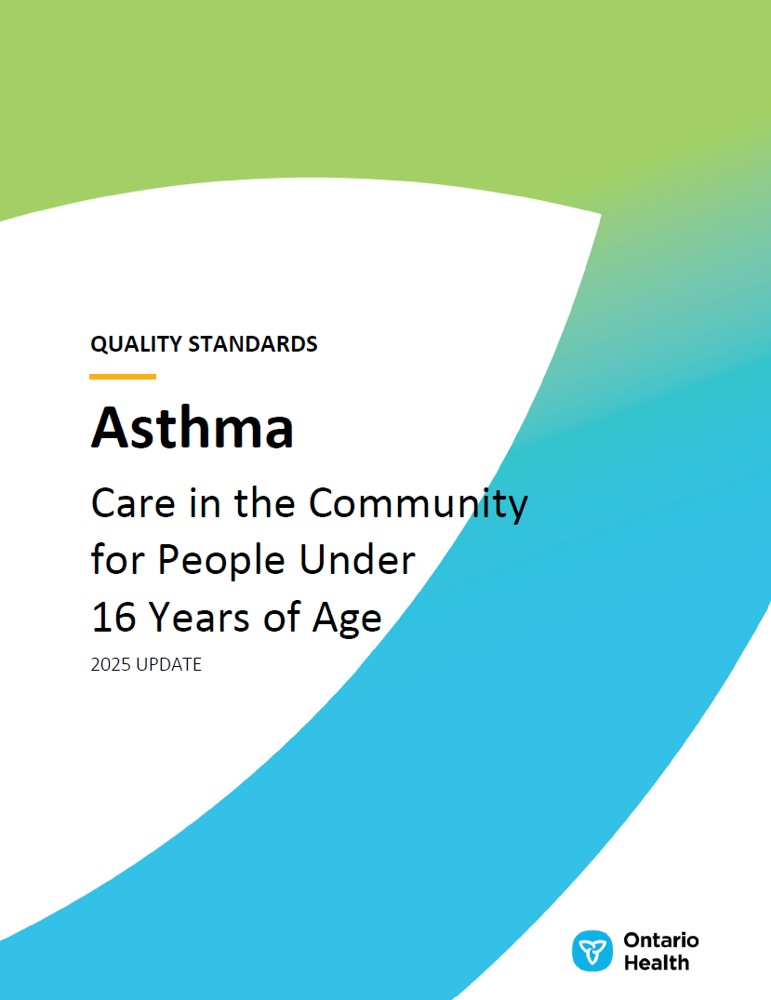 QUALITY STANDARDS
Asthma
Care in the Community
for People Under
16 Years of Age
2025 UPDATE
Ontario
Health